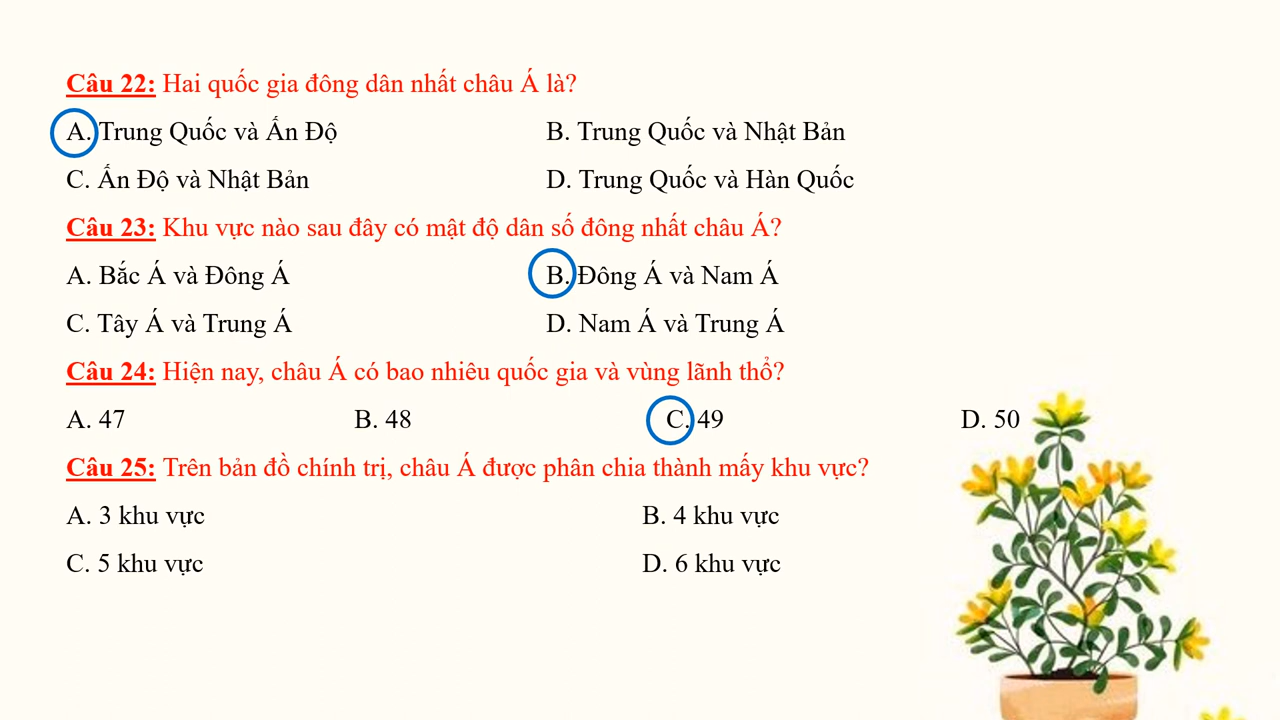 Câu 22: Hai quốc gia đông dân nhất châu Á là?
A. Trung Quốc và Ấn Độ B. Trung Quốc và Nhật Bản
C. Ấn Độ và Nhật Bản D. Trung Quốc và Hàn Quốc
Câu 23: Khu vực nào sau đây có mật độ dân số đông nhất châu Á?
A. Bắc Á và Đông Á B. Đông Á và Nam Á
C. Tây Á và Trung Á D. Nam Á và Trung Á
Câu 24: Hiện nay, châu Á có bao nhiêu quốc gia và vùng lãnh thổ?
A. 47 B. 48 C. 49 D. 50
Câu 25: Trên bản đồ chính trị, châu Á được phân chia thành mấy khu vực?
A. 3 khu vực B. 4 khu vực
C. 5 khu vực D. 6 khu vực